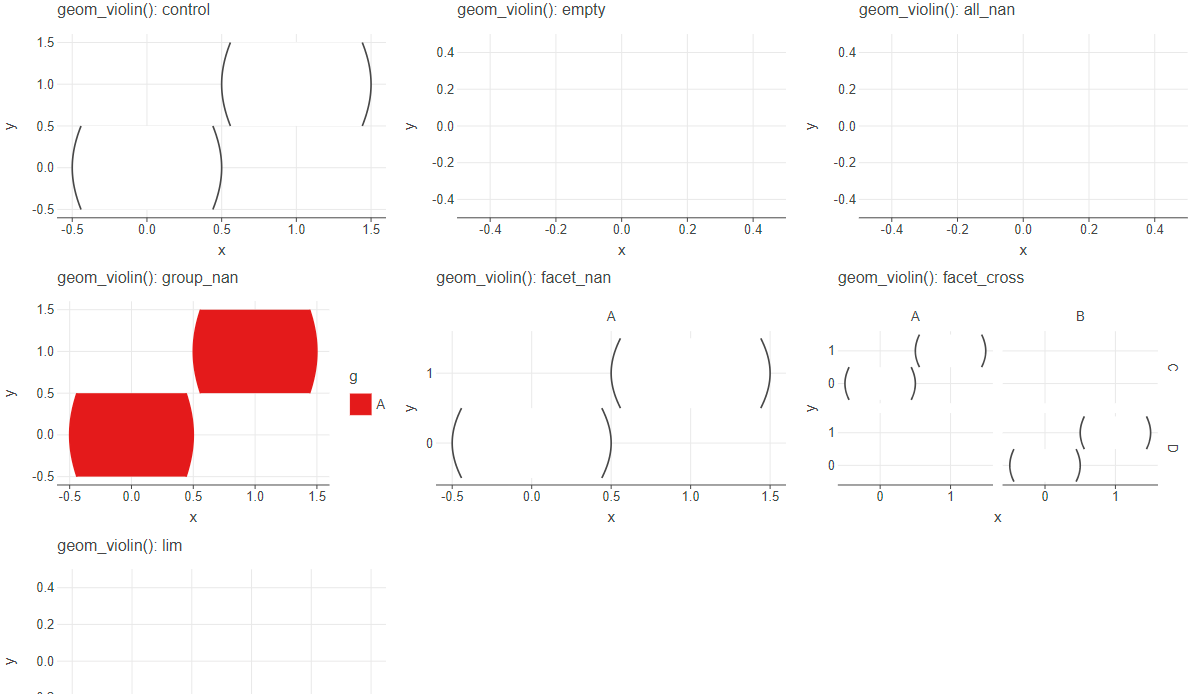 geom_violin(): control
geom_violin(): empty
geom_violin(): all_nan
1.5
1.0
0.5
0.0
-0.5
y
-0.5 0.0 0.5 1.0 1.5
x
0.4
0.2
0.0
-0.2
-0.4
y
-0.4 -0.2 0.0 0.2 0.4
x
0.4
0.2
0.0
-0.2
-0.4
y
-0.4 -0.2 0.0 0.2 0.4
x
geom_violin(): group_nan
geom_violin(): facet_nan
geom_violin(): facet_cross
1.5
1.0
0.5
0.0
-0.5
y
-0.5 0.0 0.5 1.0 1.5
x
g
A
A
1
0
y
-0.5 0.0 0.5 1.0 1.5
x
A B
1
0
C
1
0
D
y
0 1 0 1
x
geom_violin(): lim
0.4
0.2
0.0
y